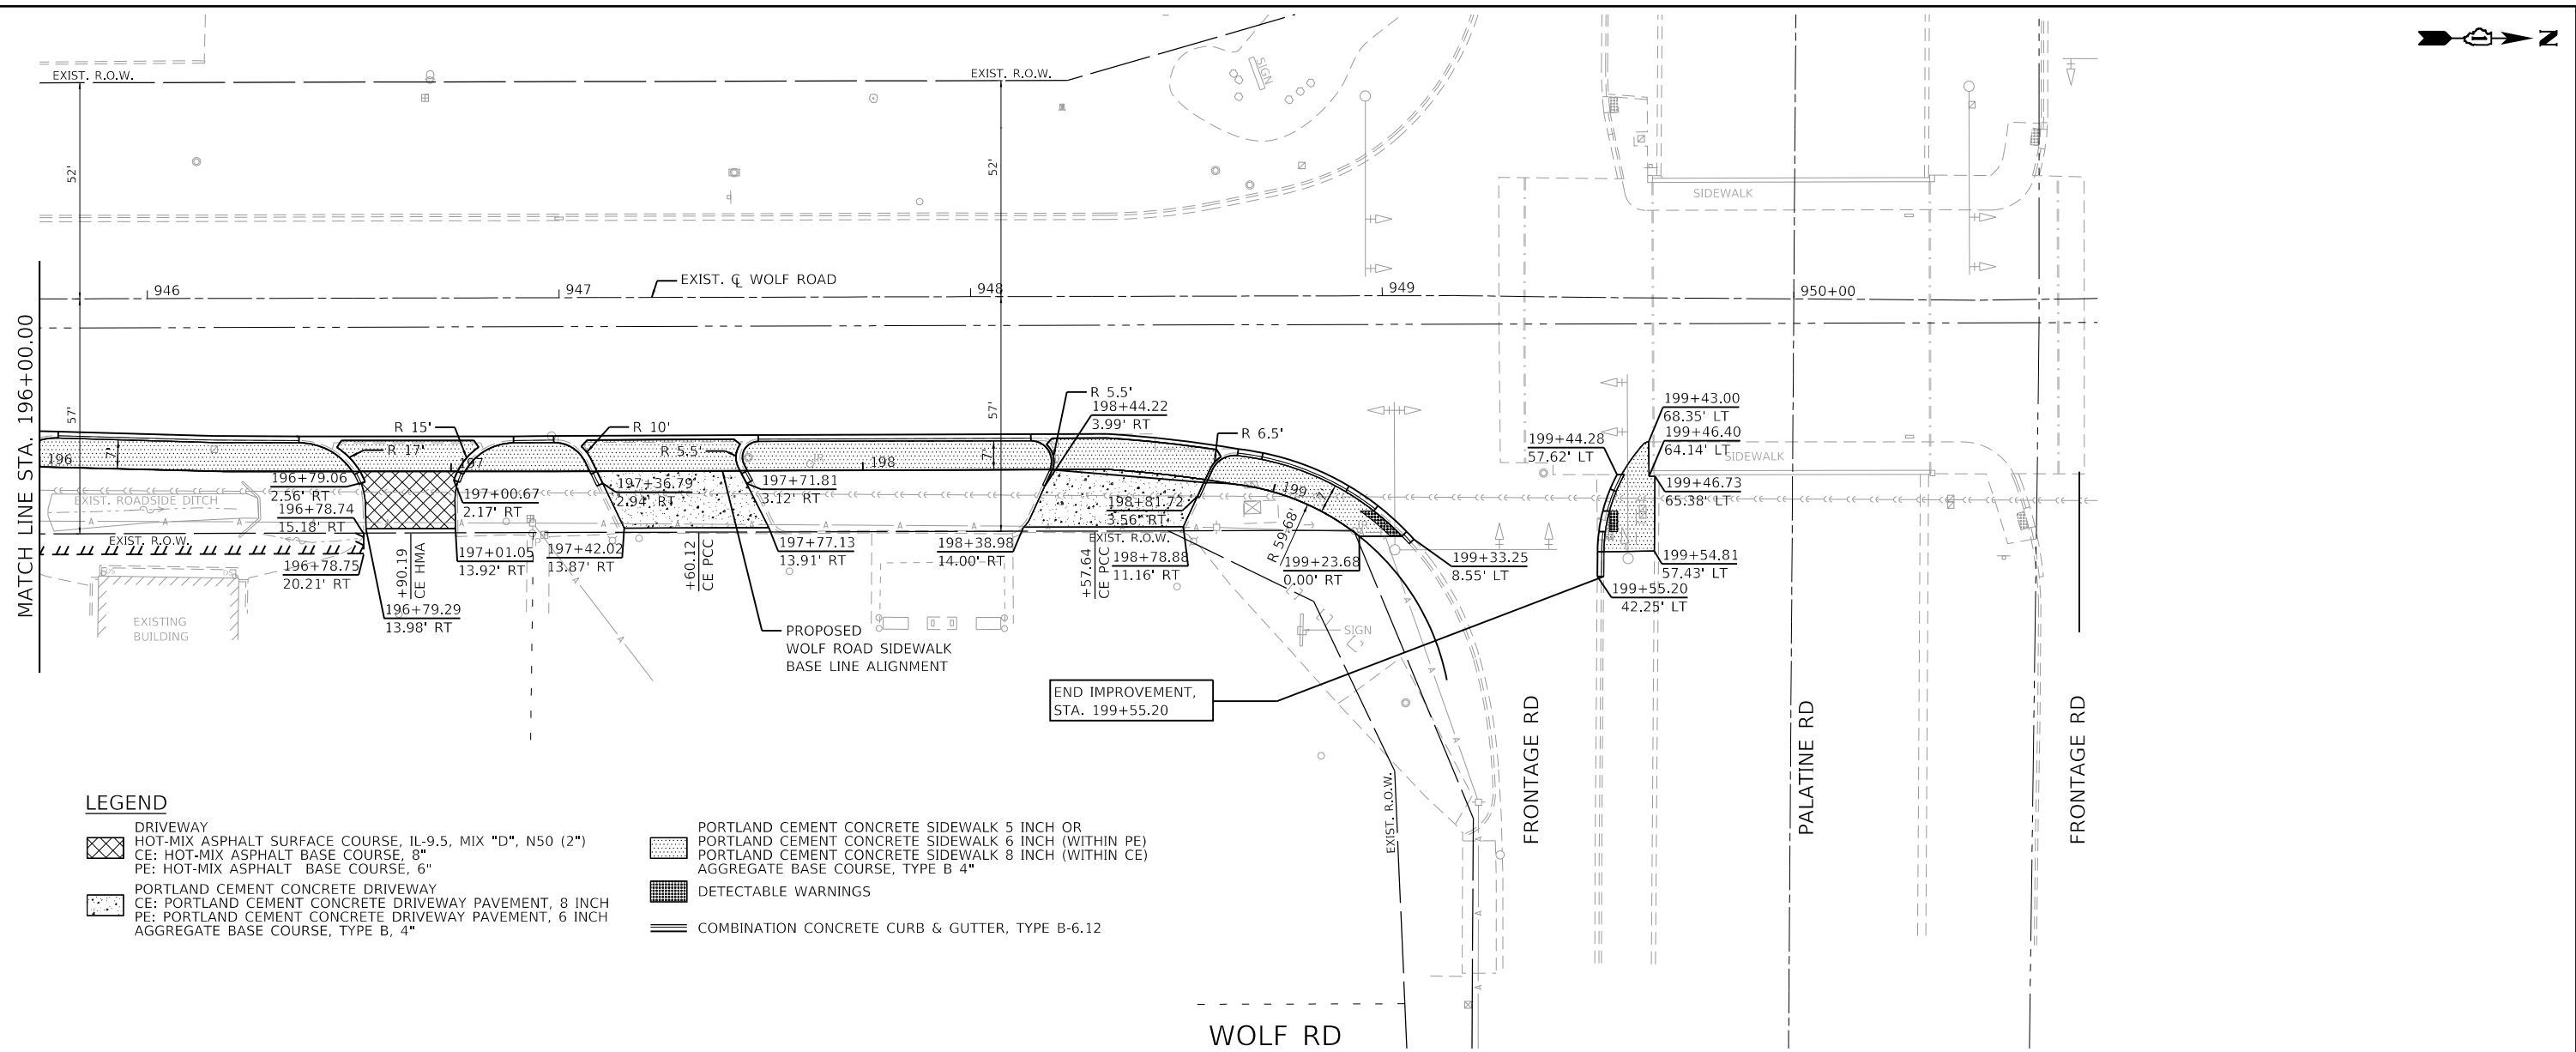 EXIST. R.O.W.
EXIST. R.O.W.
SIGN
N
52'
52'
SIDEWALK
EXIST. ℄ WOLF ROAD
946
947
948
949
950+00
MATCH LINE STA. 196+00.00
57'
57'
R 15'
R 17'
R 10'
R 5.5'
R 5.5'
198+44.22
3.99' RT
R 6.5'
199+43.00
68.35' LT
199+46.40
64.14' LT
199+44.28
57.62' LT
SIDEWALK
199+46.73
65.38' LT
196
7'
197
198
7'
199
7'
196+79.06
2.56' RT
196+78.74
15.18' RT
EXIST. ROADSIDE DITCH
EXIST. R.O.W.
196+78.75
20.21' RT
197+00.67
2.17' RT
197+36.79
2.94' RT
197+71.81
3.12' RT
198+81.72
3.56' RT
EXIST. R.O.W.
R 59.68'
+90.19
CE HMA
197+01.05
13.92' RT
197+42.02
13.87' RT
+60.12
CE PCC
197+77.13
13.91' RT
198+38.98
14.00' RT
+57.64
CE PCC
198+78.88
11.16' RT
199+23.68
0.00' RT
199+33.25
8.55' LT
199+54.81
57.43' LT
199+55.20
42.25' LT
196+79.29
13.98' RT
EXISTING
BUILDING
PROPOSED
WOLF ROAD SIDEWALK
BASE LINE ALIGNMENT
SIGN
END IMPROVEMENT,
STA. 199+55.20
EXIST. R.O.W.
FRONTAGE RD
PALATINE RD
FRONTAGE RD
LEGEND
DRIVEWAY
HOT-MIX ASPHALT SURFACE COURSE, IL-9.5, MIX "D", N50 (2")
CE: HOT-MIX ASPHALT BASE COURSE, 8"
PE: HOT-MIX ASPHALT BASE COURSE, 6"
PORTLAND CEMENT CONCRETE DRIVEWAY
CE: PORTLAND CEMENT CONCRETE DRIVEWAY PAVEMENT, 8 INCH
PE: PORTLAND CEMENT CONCRETE DRIVEWAY PAVEMENT, 6 INCH
AGGREGATE BASE COURSE, TYPE B, 4"
PORTLAND CEMENT CONCRETE SIDEWALK 5 INCH OR
PORTLAND CEMENT CONCRETE SIDEWALK 6 INCH (WITHIN PE)
PORTLAND CEMENT CONCRETE SIDEWALK 8 INCH (WITHIN CE)
AGGREGATE BASE COURSE, TYPE B 4"
DETECTABLE WARNINGS
COMBINATION CONCRETE CURB & GUTTER, TYPE B-6.12
WOLF RD